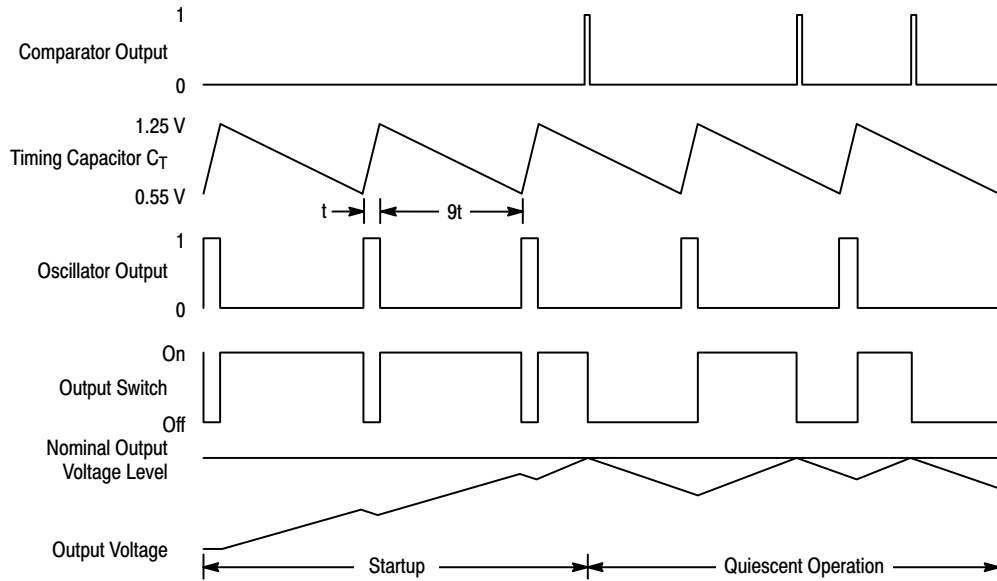 1
Comparator Output
0
1.25 V
Timing Capacitor CT
0.55 V
t
9t
1
Oscillator Output
0
On
Output Switch
Off
Nominal Output
Voltage Level
Output Voltage
Startup
Quiescent Operation